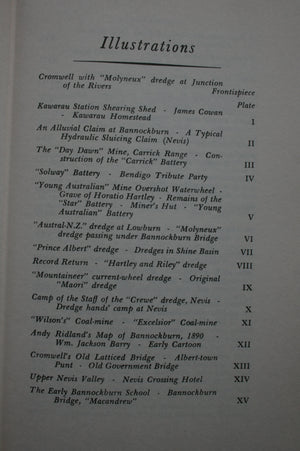 Illustrations
Cromwell with "Molyneux" dredge at Junction
of the Rivers
Frontispiece
Plate
Kawarau Station Shearing Shed - James Cowan
- Kawarau Homestead I
An Alluvial Claim at Bannockburn - A Typical
Hydraulic Sluicing Claim (Nevis) II
The "Day Dawn" Mine, Carrick Range - Con-
struction of the "Carrick" Battery III
"Solway" Battery - Bendigo Tribute Party IV
"Young Australian" Mine Overshot Waterwheel -
Grave of Horatio Hartley - Remains of the
"Star" Battery - Miner's Hut - "Young
Australian" Battery V
"Austral-N.Z." dredge at Lowburn - "Molyneux"
dredge passing under Bannockburn Bridge VI
"Prince Albert" dredge - Dredges in Shine Basin VII
Record Return - "Hartley and Riley" dredge VIII
"Mountaineer" current-wheel dredge - Original
"Maori" dredge IX
Camp of the Staff of the "Crewe" dredge, Nevis -
Dredge hands' camp at Nevis X
"Wilson's" Coal-mine - "Excelsior" Coal-mine XI
Andy Ridland's Map of Bannockburn, 1890 -
Wm. Jackson Barry - Early Cartoon XII
Cromwell's Old Latticed Bridge - Albert-town
Punt - Old Government Bridge XIII
Upper Nevis Valley - Nevis Crossing Hotel XIV
The Early Bannockburn School - Bannockburn
Bridge, "Macandrew" XV